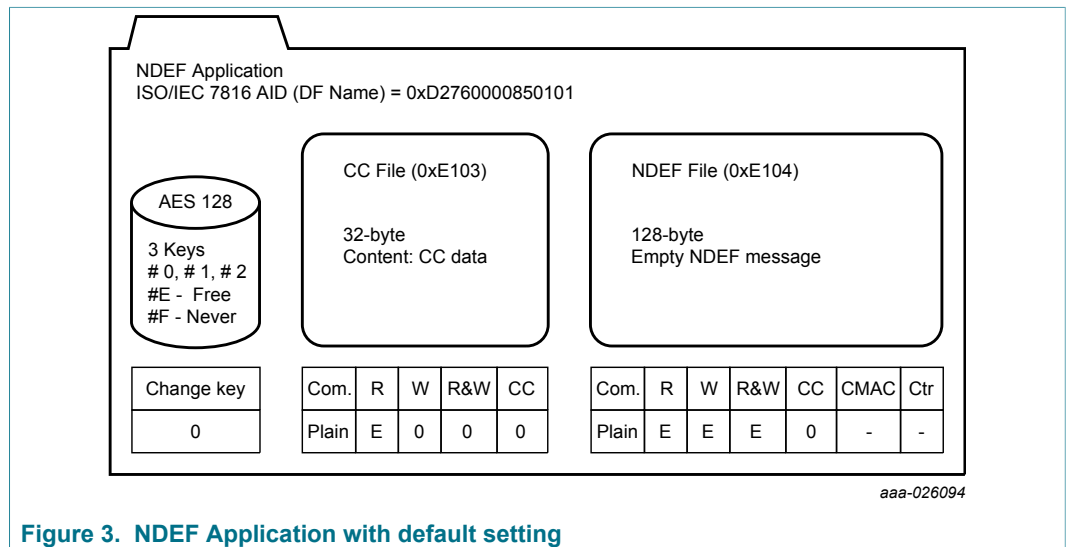 NDEF Application
ISO/IEC 7816 AID (DF Name) = 0xD2760000850101
AES 128
3 Keys
# 0, # 1, # 2
#E - Free
#F - Never
CC File (0xE103)
32-byte
Content: CC data
NDEF File (0xE104)
128-byte
Empty NDEF message
Change key
0
Com. R W R&W CC
Plain E 0 0 0
Com. R W R&W CC CMAC Ctr
Plain E E E 0 - -
aaa-026094
Figure 3. NDEF Application with default setting